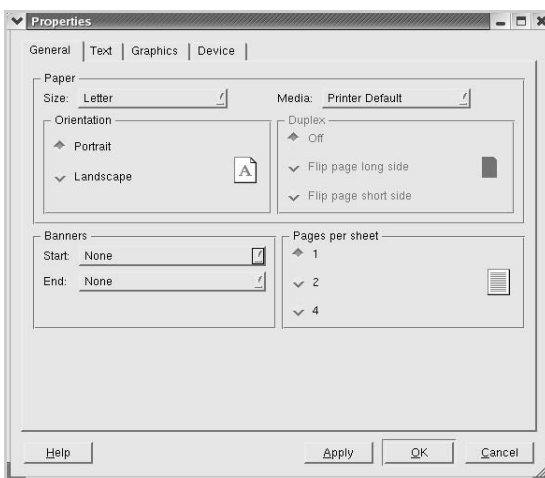 Properties
General Text Graphics Device
Paper
Size: Letter Media: Printer Default
Orientation
Portrait
Landscape
A
Duplex
Off
Flip page long side
Flip page short side
Banners
Start: None
End: None
Pages per sheet
1
2
4
Help Apply OK Cancel